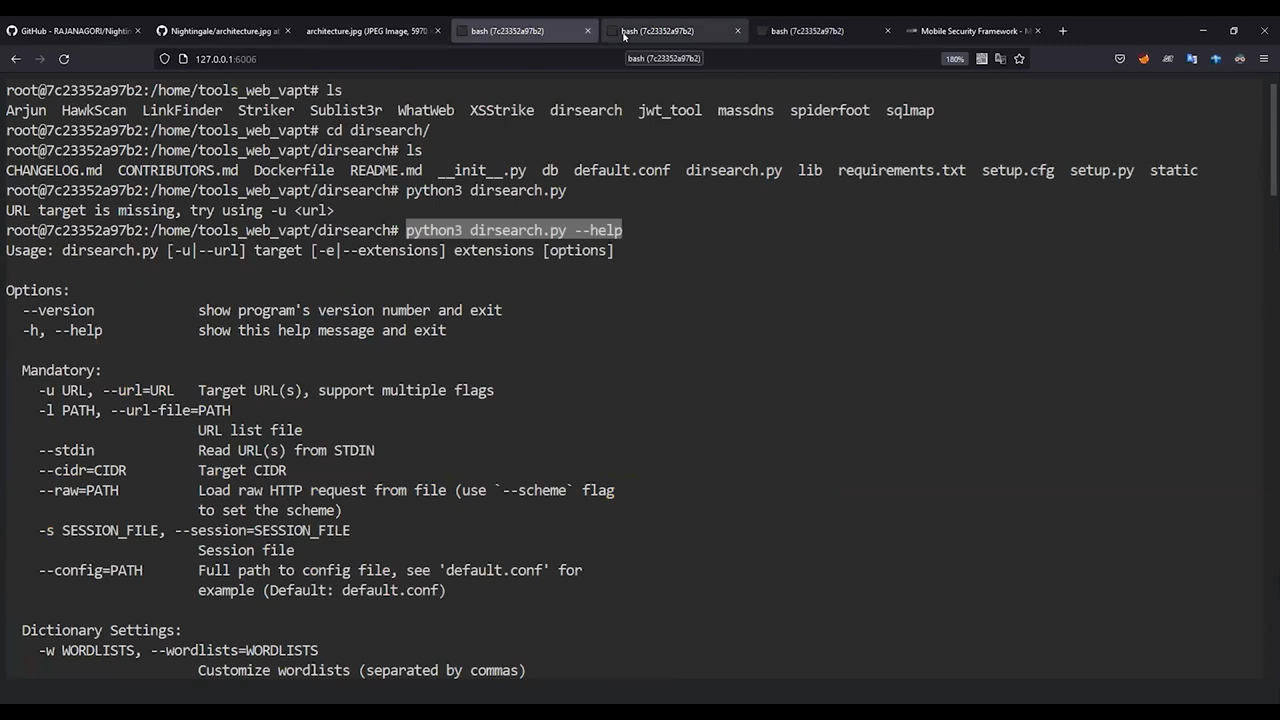 GitHub - RAJANAGORI/Nightin
Nightingale/architecture.jpg at
architecture.jpg (JPEG Image, 5970
bash (7c23352a97b2)
bash (7c23352a97b2)
bash (7c23352a97b2)
Mobile Security Framework - M
127.0.0.1:6006
bash (7c23352a97b2)
180%
root@7c23352a97b2:/home/tools_web_vapt# ls
Arjun HawkScan LinkFinder Striker Sublist3r WhatWeb XSStrike dirsearch jwt_tool massdns spiderfoot sqlmap
root@7c23352a97b2:/home/tools_web_vapt# cd dirsearch/
root@7c23352a97b2:/home/tools_web_vapt/dirsearch# ls
CHANGELOG.md CONTRIBUTORS.md Dockerfile README.md __init__.py db default.conf dirsearch.py lib requirements.txt setup.cfg setup.py static
root@7c23352a97b2:/home/tools_web_vapt/dirsearch# python3 dirsearch.py
URL target is missing, try using -u <url>
root@7c23352a97b2:/home/tools_web_vapt/dirsearch# python3 dirsearch.py --help
Usage: dirsearch.py [-u|--url] target [-e|--extensions] extensions [options]
Options:
--version show program's version number and exit
-h, --help show this help message and exit
Mandatory:
-u URL, --url=URL Target URL(s), support multiple flags
-l PATH, --url-file=PATH
URL list file
--stdin Read URL(s) from STDIN
--cidr=CIDR Target CIDR
--raw=PATH Load raw HTTP request from file (use `--scheme` flag
to set the scheme)
-s SESSION_FILE, --session=SESSION_FILE
Session file
--config=PATH Full path to config file, see 'default.conf' for
example (Default: default.conf)
Dictionary Settings:
-w WORDLISTS, --wordlists=WORDLISTS
Customize wordlists (separated by commas)